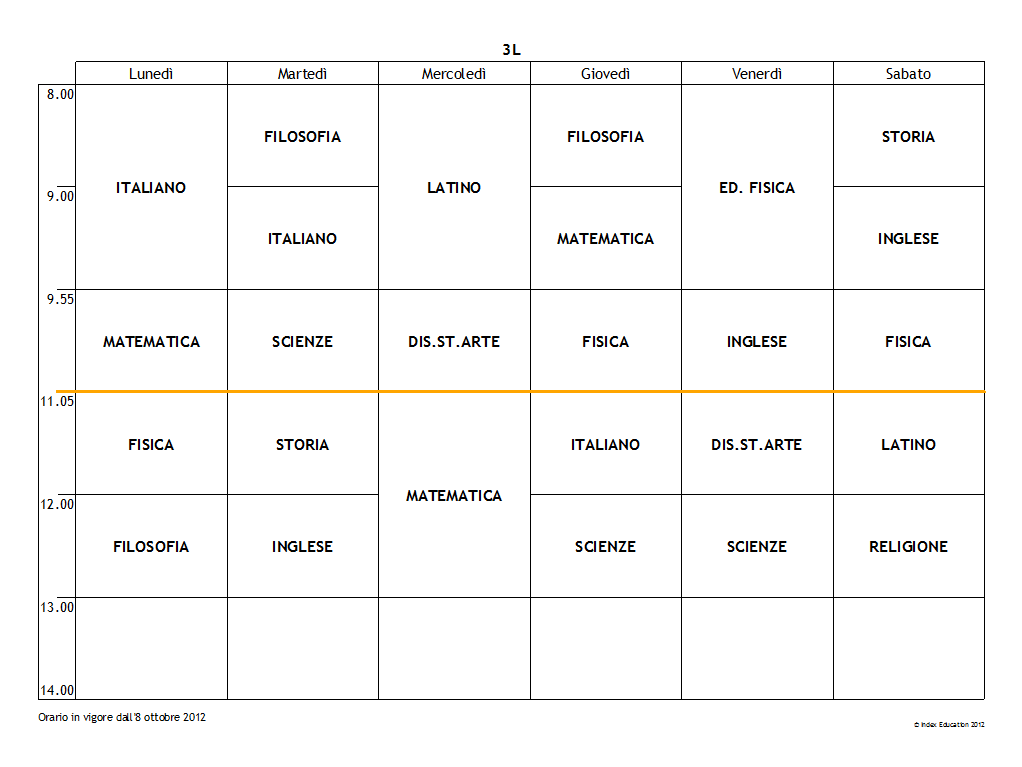 3L
Lunedì Martedì Mercoledì Giovedì Venerdì Sabato
8.00
FILOSOFIA FILOSOFIA STORIA
ITALIANO LATINO ED. FISICA
9.00
ITALIANO MATEMATICA INGLESE
9.55
MATEMATICA SCIENZE DIS.ST.ARTE FISICA INGLESE FISICA
11.05
FISICA STORIA ITALIANO DIS.ST.ARTE LATINO
MATEMATICA
12.00
FILOSOFIA INGLESE SCIENZE SCIENZE RELIGIONE
13.00
14.00
Orario in vigore dall'8 ottobre 2012
© Index Education 2012